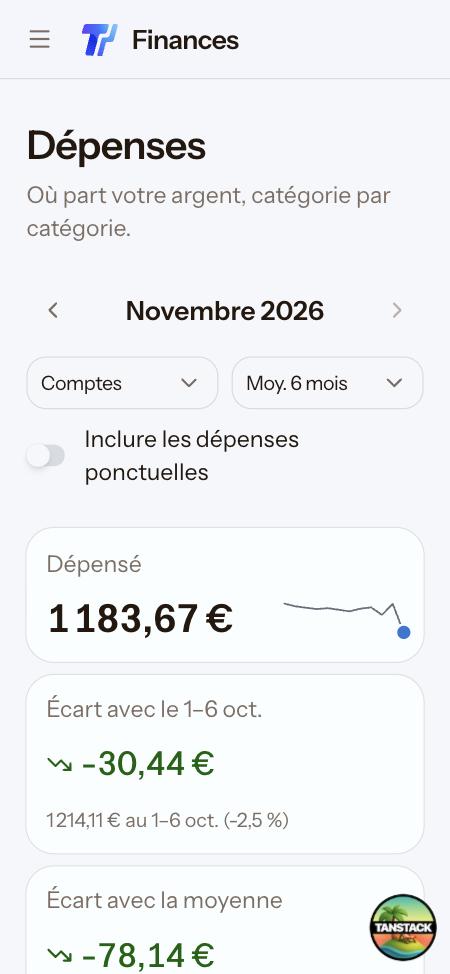 Finances
Dépenses
Où part votre argent, catégorie par
catégorie.
Novembre 2026
Comptes
Moy. 6 mois
Inclure les dépenses
ponctuelles
Dépensé
1 183,67 €
Écart avec le 1–6 oct.
-30,44 €
1 214,11 € au 1–6 oct. (-2,5 %)
Écart avec la moyenne
-78,14 €
TANSTACK